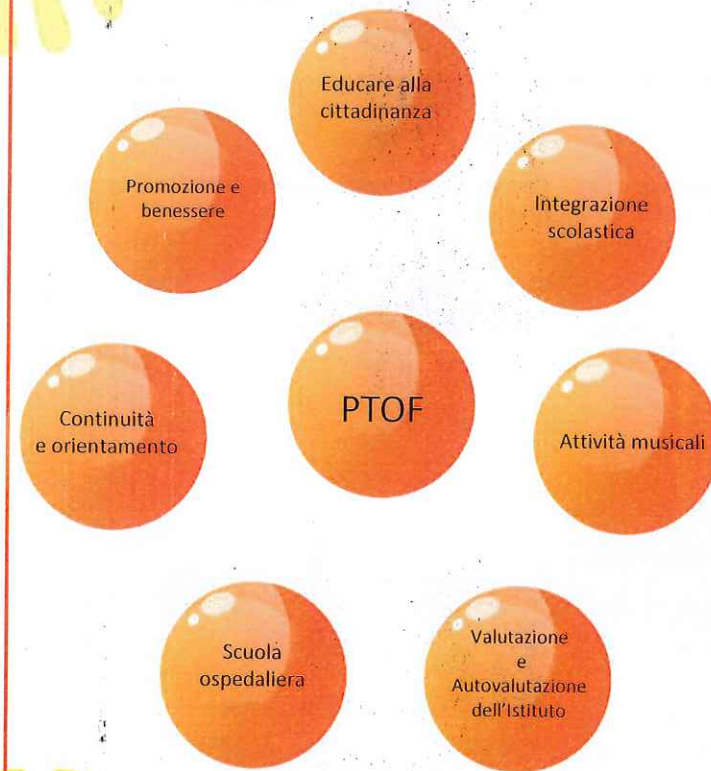 Educare alla
cittadinanza
Promozione e
benessere
Integrazione
scolastica
PTOF
Continuità
e orientamento
Attività musicali
Scuola
ospedaliera
Valutazione
e
Autovalutazione
dell'Istituto